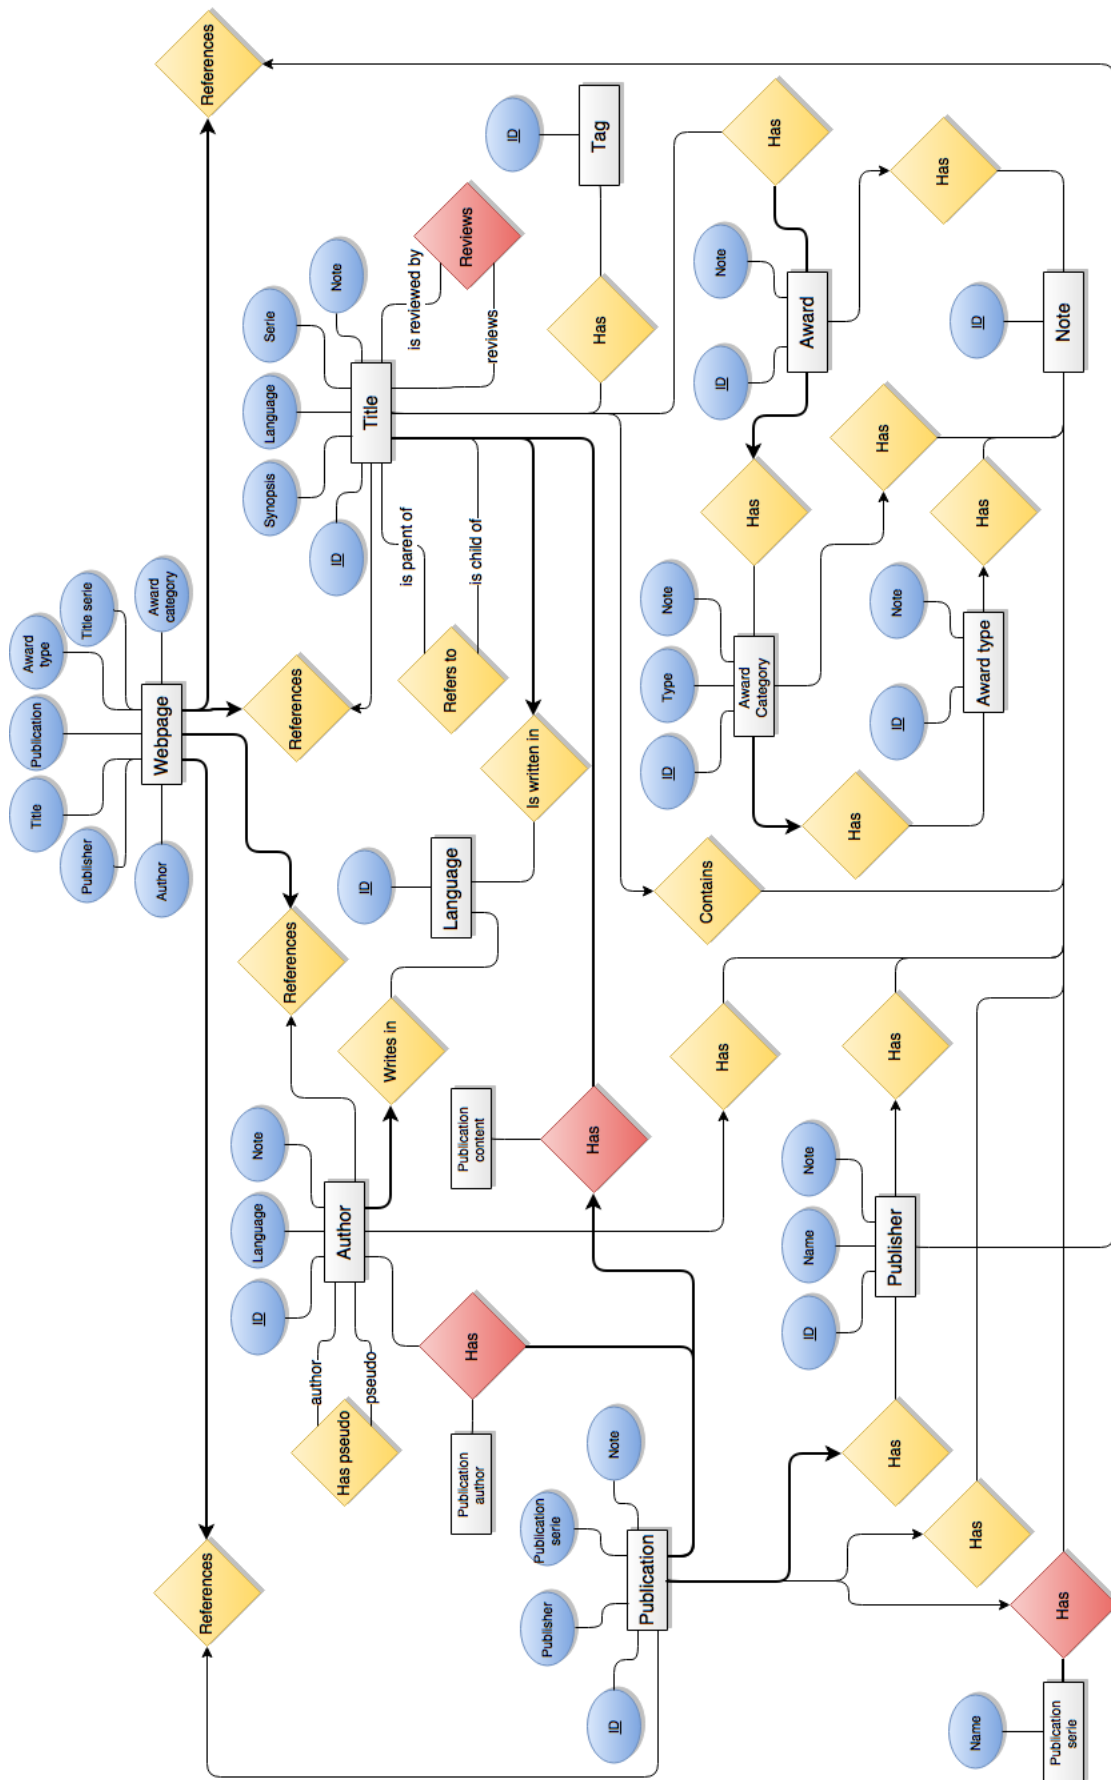 References
References
Publisher
Title
Publication
Award
type
Title serie
Author
Webpage
Award
category
References
References
ID
Language
Note
Author
author
pseudo
Has pseudo
Writes in
Has
Publication
author
ID
Synopsis
Language
Serie
Note
Title
is reviewed by
reviews
Reviews
is parent of
is child of
Refers to
Is written in
ID
Language
ID
Tag
Has
Publication
content
Has
ID
Publisher
Publication
serie
Note
Publication
Contains
Has
Has
ID
Note
Award
Has
Has
ID
Type
Note
Award
Category
Has
Has
ID
Note
Award type
Has
Has
ID
Name
Note
Publisher
Has
Has
Name
Publication
serie
Has
ID
Note